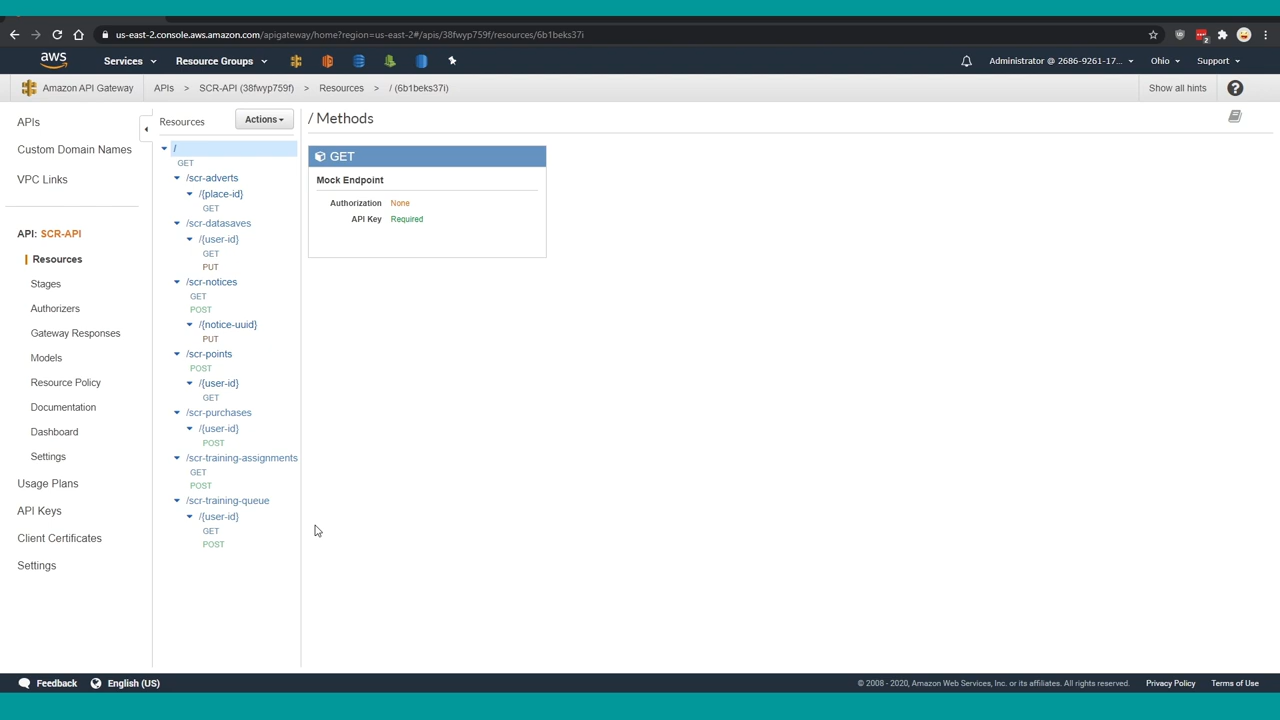 us-east-2.console.aws.amazon.com/apigateway/home?region=us-east-2#/apis/38fwyp759f/resources/6b1beks37i
2
aws
Services
Resource Groups
Administrator @ 2686-9261-17...
Ohio
Support
Amazon API Gateway
APIs > SCR-API (38fwyp759f) > Resources > / (6b1beks37i)
Show all hints
?
APIs
Custom Domain Names
VPC Links
API: SCR-API
Resources
Stages
Authorizers
Gateway Responses
Models
Resource Policy
Documentation
Dashboard
Settings
Usage Plans
API Keys
Client Certificates
Settings
Resources
Actions
/
GET
/scr-adverts
/{place-id}
GET
/scr-datasaves
/{user-id}
GET
PUT
/scr-notices
GET
POST
/{notice-uuid}
PUT
/scr-points
POST
/{user-id}
GET
/scr-purchases
/{user-id}
POST
/scr-training-assignments
GET
POST
/scr-training-queue
/{user-id}
GET
POST
/ Methods
GET
Mock Endpoint
Authorization None
API Key Required
Feedback
English (US)
© 2008 - 2020, Amazon Web Services, Inc. or its affiliates. All rights reserved.
Privacy Policy
Terms of Use